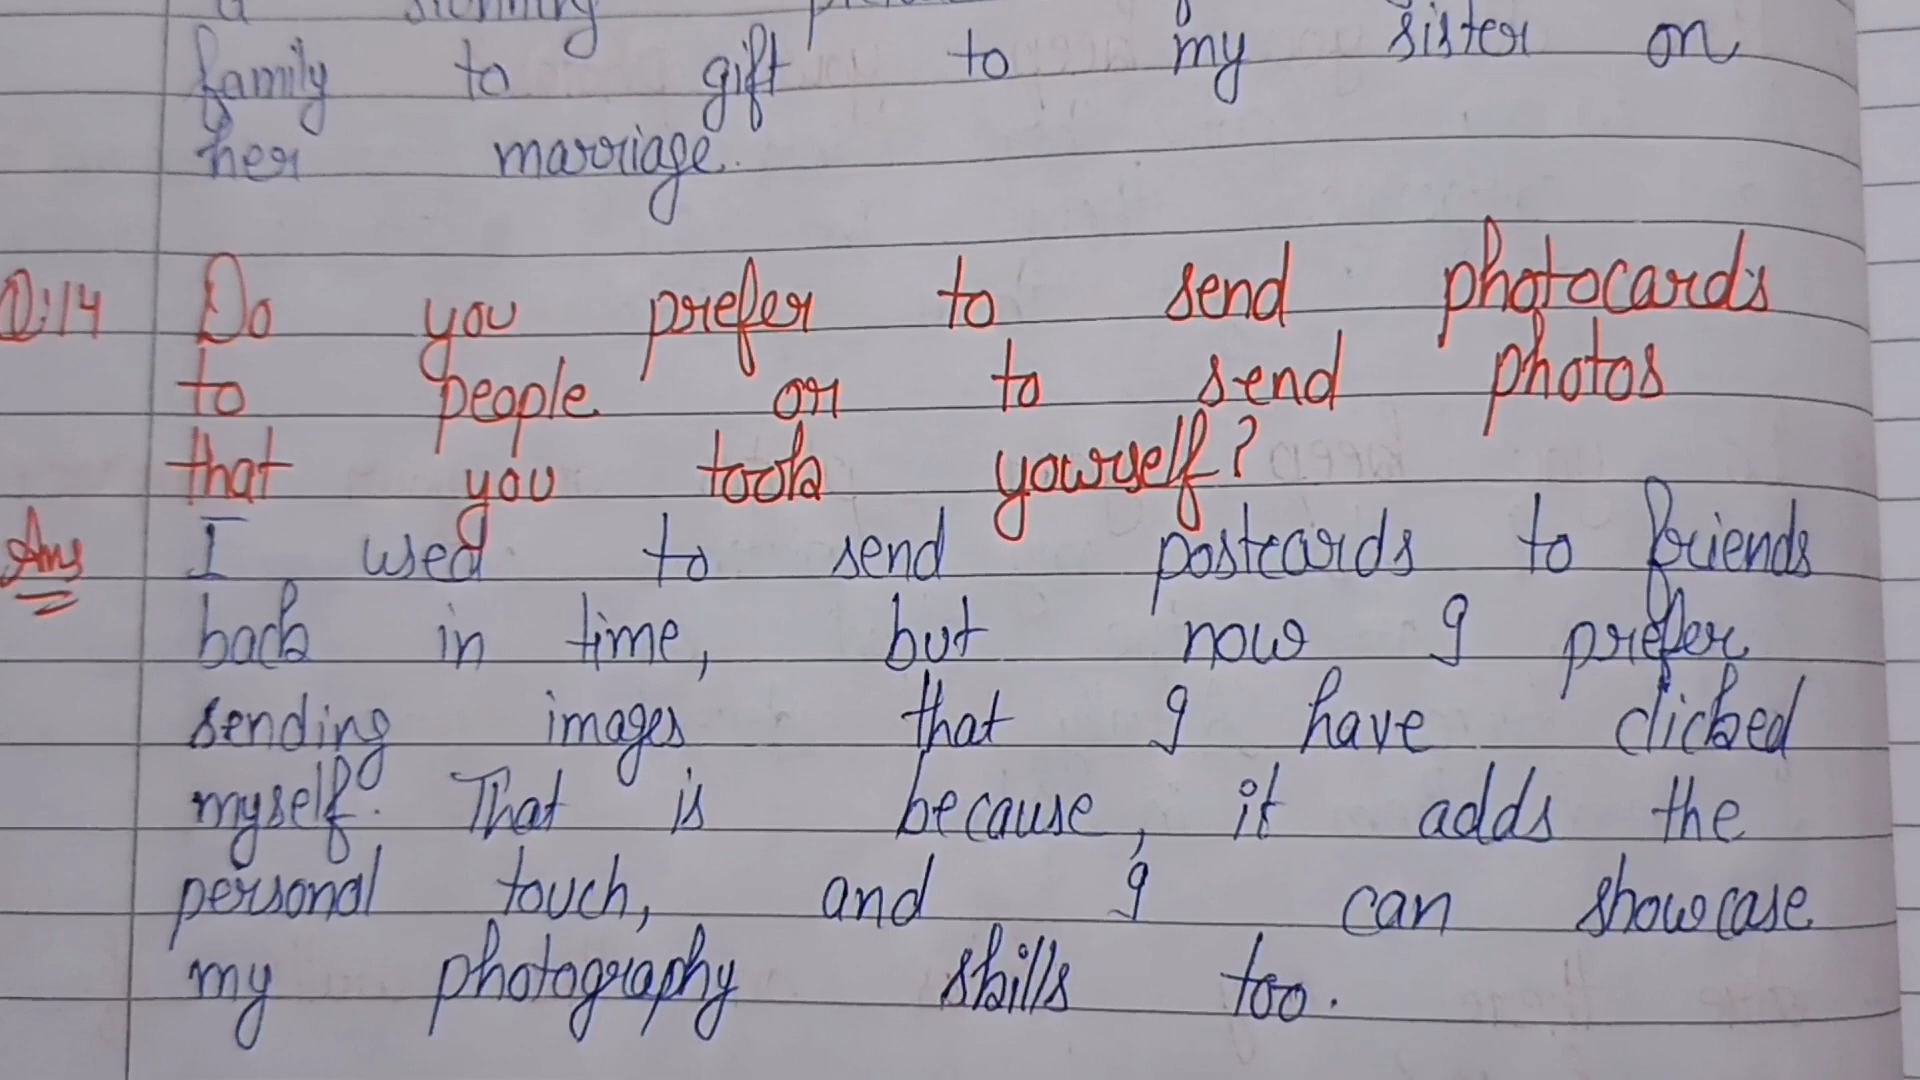 a
family to gift to my sister on
her marriage.
Q:14 Do you prefer to send photocards
to people or to send photos
that you took yourself?
Ans I used to send postcards to friends
back in time, but now I prefer
sending images that I have clicked
myself. That is because, it adds the
personal touch, and I can showcase
my photography skills too.